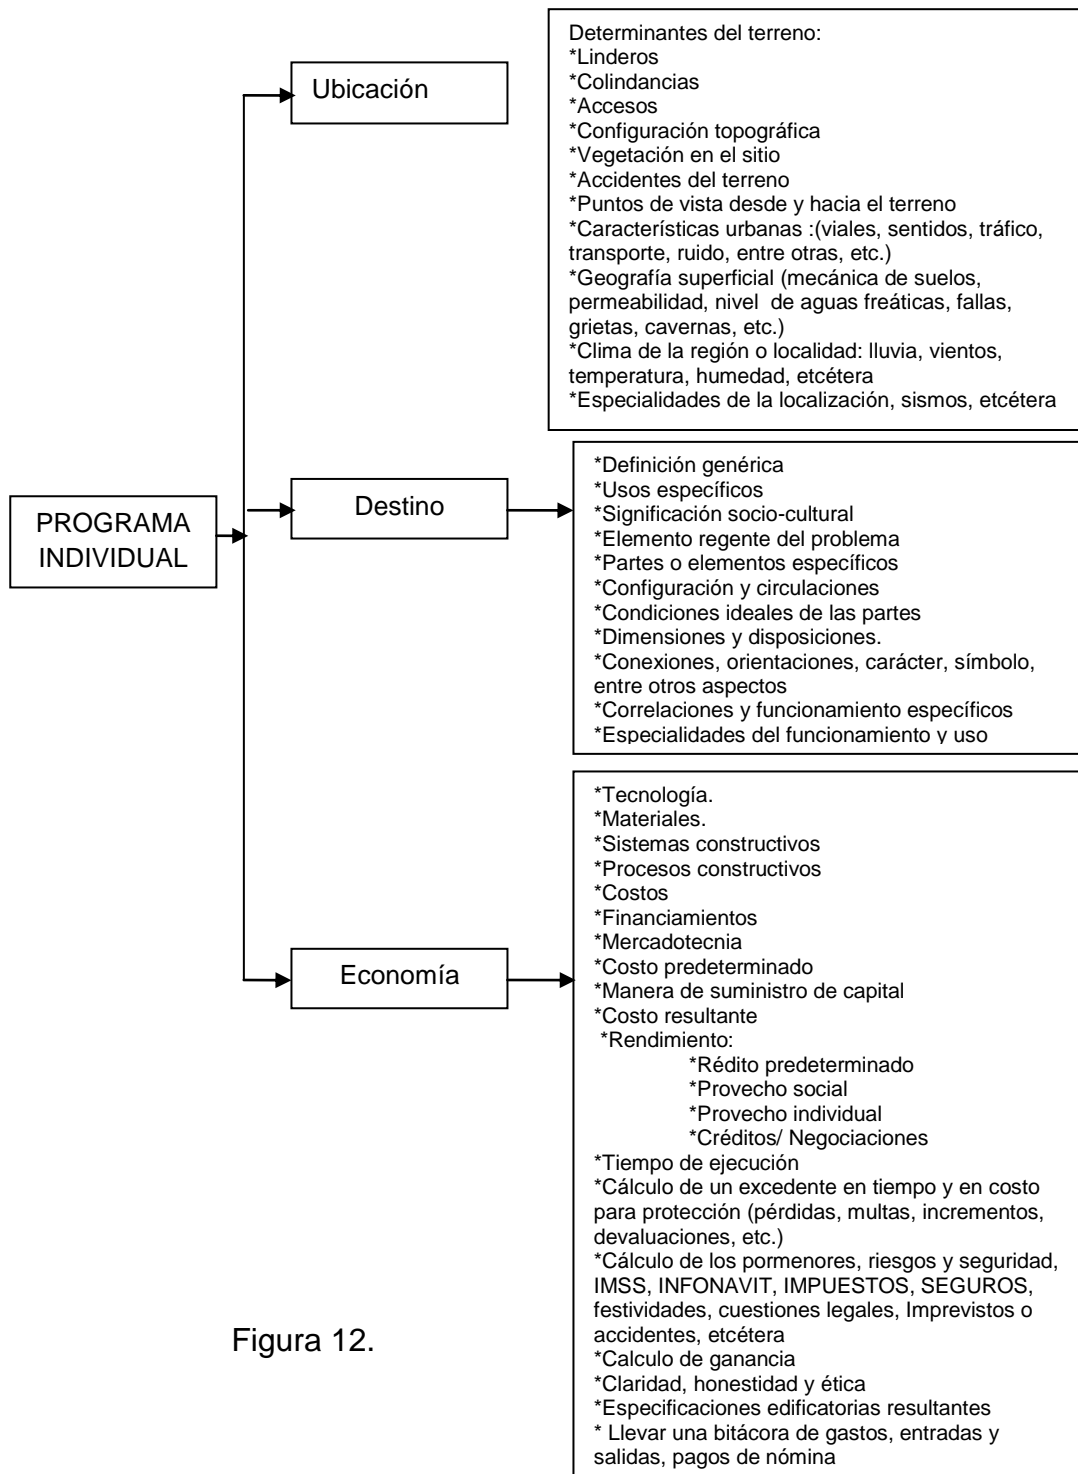 PROGRAMA
INDIVIDUAL
Ubicación
Determinantes del terreno:
*Linderos
*Colindancias
*Accesos
*Configuración topográfica
*Vegetación en el sitio
*Accidentes del terreno
*Puntos de vista desde y hacia el terreno
*Características urbanas :(viales, sentidos, tráfico,
transporte, ruido, entre otras, etc.)
*Geografía superficial (mecánica de suelos,
permeabilidad, nivel  de aguas freáticas, fallas,
grietas, cavernas, etc.)
*Clima de la región o localidad: lluvia, vientos,
temperatura, humedad, etcétera
*Especialidades de la localización, sismos, etcétera
Destino
*Definición genérica
*Usos específicos
*Significación socio-cultural
*Elemento regente del problema
*Partes o elementos específicos
*Configuración y circulaciones
*Condiciones ideales de las partes
*Dimensiones y disposiciones.
*Conexiones, orientaciones, carácter, símbolo,
entre otros aspectos
*Correlaciones y funcionamiento específicos
*Especialidades del funcionamiento y uso
Economía
*Tecnología.
*Materiales.
*Sistemas constructivos
*Procesos constructivos
*Costos
*Financiamientos
*Mercadotecnia
*Costo predeterminado
*Manera de suministro de capital
*Costo resultante
*Rendimiento:
*Rédito predeterminado
*Provecho social
*Provecho individual
*Créditos/ Negociaciones
*Tiempo de ejecución
*Cálculo de un excedente en tiempo y en costo
para protección (pérdidas, multas, incrementos,
devaluaciones, etc.)
*Cálculo de los pormenores, riesgos y seguridad,
IMSS, INFONAVIT, IMPUESTOS, SEGUROS,
festividades, cuestiones legales, Imprevistos o
accidentes, etcétera
*Calculo de ganancia
*Claridad, honestidad y ética
*Especificaciones edificatorias resultantes
* Llevar una bitácora de gastos, entradas y
salidas, pagos de nómina
Figura 12.